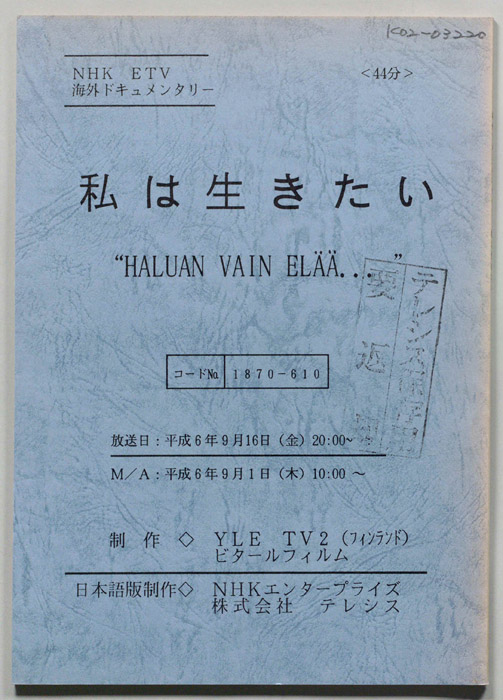 K02-03220
NHK ETV
海外ドキュメンタリー
＜44分＞
私は生きたい
“HALUAN VAIN ELÄÄ...”
コードNo. 1870-610
放送日：平成6年9月16日（金）20:00~
M／A：平成6年9月1日（木）10:00 ～
制作◇ YLE TV2（フィンランド）
ビタールフィルム
日本語版制作◇ NHKエンタープライズ
株式会社 テレシス
要返